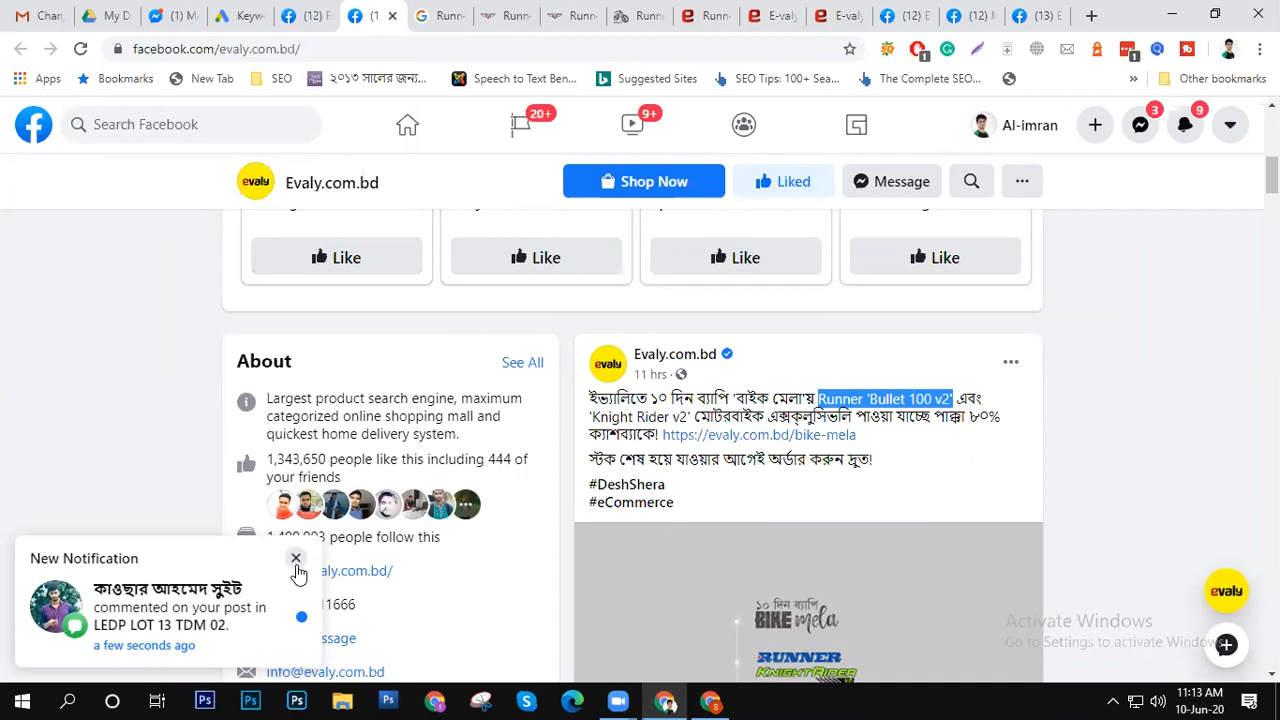 Chang
My D
(3) M
Keyw
(12) E
(1
Runn
Runn
Runn
Runn
Runn
E-valy
E-valy
(12) E
(12) N
(13) E
facebook.com/evaly.com.bd/
1
1
Apps
Bookmarks
New Tab
SEO
২০১৩ সালের জন্য...
Speech to Text Ben...
Suggested Sites
SEO Tips: 100+ Sea...
The Complete SEO...
»
Other bookmarks
Search Facebook
20+
9+
Al-imran
3
9
evaly
Evaly.com.bd
Shop Now
Liked
Message
Like
Like
Like
Like
About
See All
Largest product search engine, maximum
categorized online shopping mall and
quickest home delivery system.
1,343,650 people like this including 444 of
your friends
people follow this
aly.com.bd/
11666
essage
info@evaly.com.bd
evaly
Evaly.com.bd
11 hrs ·
ইভ্যালিতে ১০ দিন ব্যাপি 'বাইক মেলা'য় Runner 'Bullet 100 v2' এবং
'Knight Rider v2' মোটরবাইক এক্সক্লুসিভলি পাওয়া যাচ্ছে পাক্কা ৮০%
ক্যাশব্যাকে! https://evaly.com.bd/bike-mela
স্টক শেষ হয়ে যাওয়ার আগেই অর্ডার করুন দ্রুত!
#DeshShera
#eCommerce
১০ দিন ব্যাপি
BIKE mela
RUNNER
KNIGHT RIDER
New Notification
কাওছার আহমেদ সুইট
commented on your post in
LEDP LOT 13 TDM 02.
a few seconds ago
evaly
Activate Windows
Go to Settings to activate Windows.
11:13 AM
10-Jun-20